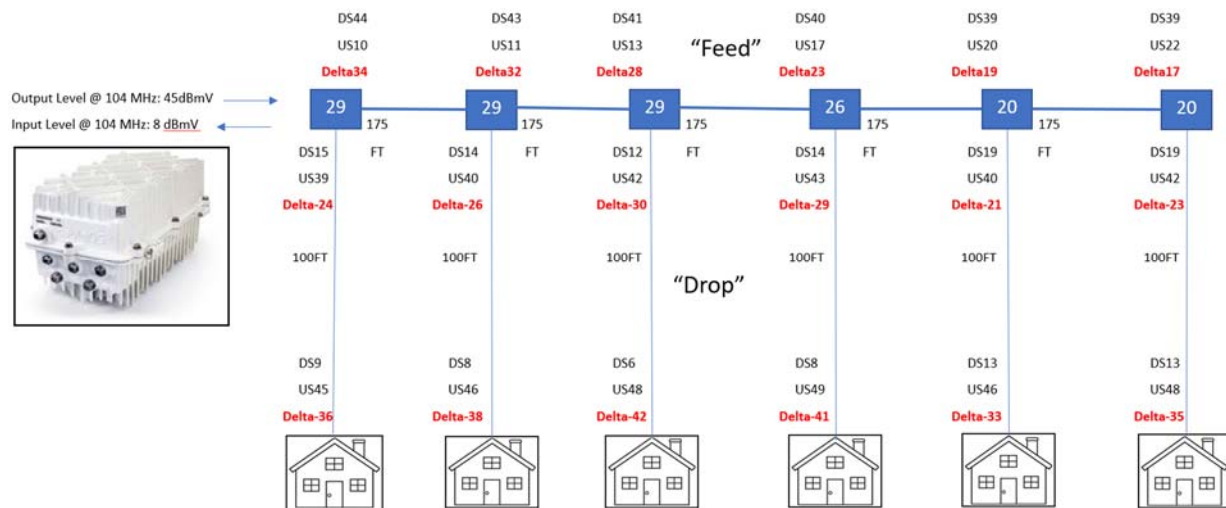 DS44 DS43 DS41 DS40 DS39 DS39
US10 US11 US13 “Feed” US17 US20 US22
Delta34 Delta32 Delta28 Delta23 Delta19 Delta17
Output Level @ 104 MHz: 45dBmV
Input Level @ 104 MHz: 8 dBmV
29 29 29 26 20 20
175 175 175 175 175
DS15 FT DS14 FT DS12 FT DS14 FT DS19 FT DS19
US39 US40 US42 US43 US40 US42
Delta-24 Delta-26 Delta-30 Delta-29 Delta-21 Delta-23
100FT 100FT 100FT 100FT 100FT 100FT
“Drop”
DS9 DS8 DS6 DS8 DS13 DS13
US45 US46 US48 US49 US46 US48
Delta-36 Delta-38 Delta-42 Delta-41 Delta-33 Delta-35